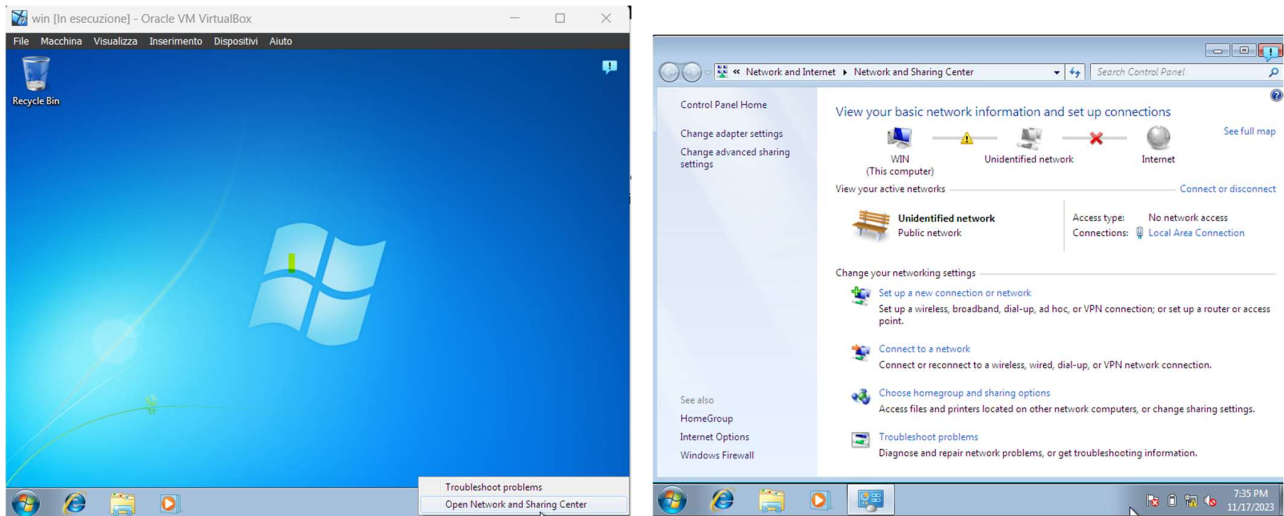 win [In esecuzione] - Oracle VM VirtualBox
File Macchina Visualizza Inserimento Dispositivi Aiuto
Recycle Bin
Troubleshoot problems
Open Network and Sharing Center
« Network and Internet Network and Sharing Center
Search Control Panel
Control Panel Home
Change adapter settings
Change advanced sharing
settings
See also
HomeGroup
Internet Options
Windows Firewall
View your basic network information and set up connections
See full map
WIN
(This computer)
Unidentified network
Internet
View your active networks
Connect or disconnect
Unidentified network
Public network
Access type: No network access
Connections: Local Area Connection
Change your networking settings
Set up a new connection or network
Set up a wireless, broadband, dial-up, ad hoc, or VPN connection; or set up a router or access
point.
Connect to a network
Connect or reconnect to a wireless, wired, dial-up, or VPN network connection.
Choose homegroup and sharing options
Access files and printers located on other network computers, or change sharing settings.
Troubleshoot problems
Diagnose and repair network problems, or get troubleshooting information.
7:35 PM
11/17/2023